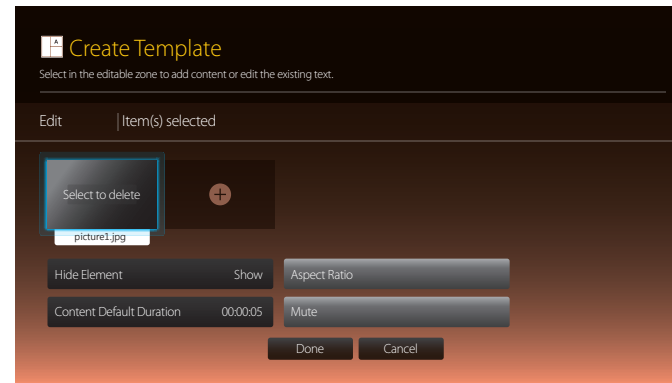 A
Create Template
Select in the editable zone to add content or edit the existing text.
Edit Item(s) selected
Select to delete
picture1.jpg
Hide Element Show Aspect Ratio
Content Default Duration 00:00:05 Mute
Done Cancel